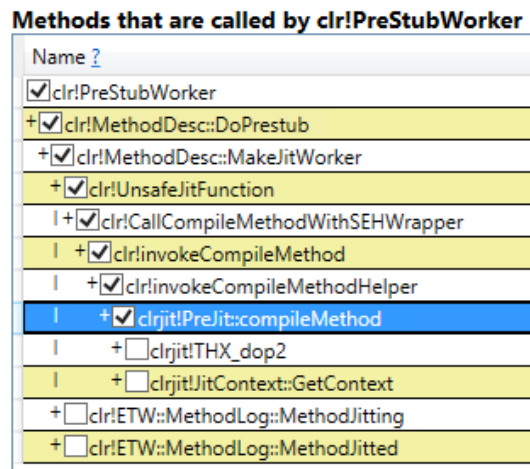 Methods that are called by clr!PreStubWorker
Name ?
clr!PreStubWorker
+ clr!MethodDesc::DoPrestub
+ clr!MethodDesc::MakeJitWorker
+ clr!UnsafeJitFunction
| + clr!CallCompileMethodWithSEHWrapper
| + clr!invokeCompileMethod
| + clr!invokeCompileMethodHelper
| + clrjit!PreJit::compileMethod
| + clrjit!THX_dop2
| + clrjit!JitContext::GetContext
+ clr!ETW::MethodLog::MethodJitting
+ clr!ETW::MethodLog::MethodJitted